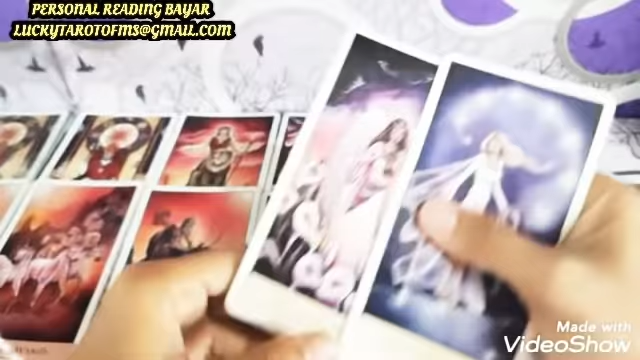 PERSONAL READING BAYAR
LUCKYTAROTOFMS@GMAIL.COM
Made with
VideoShow